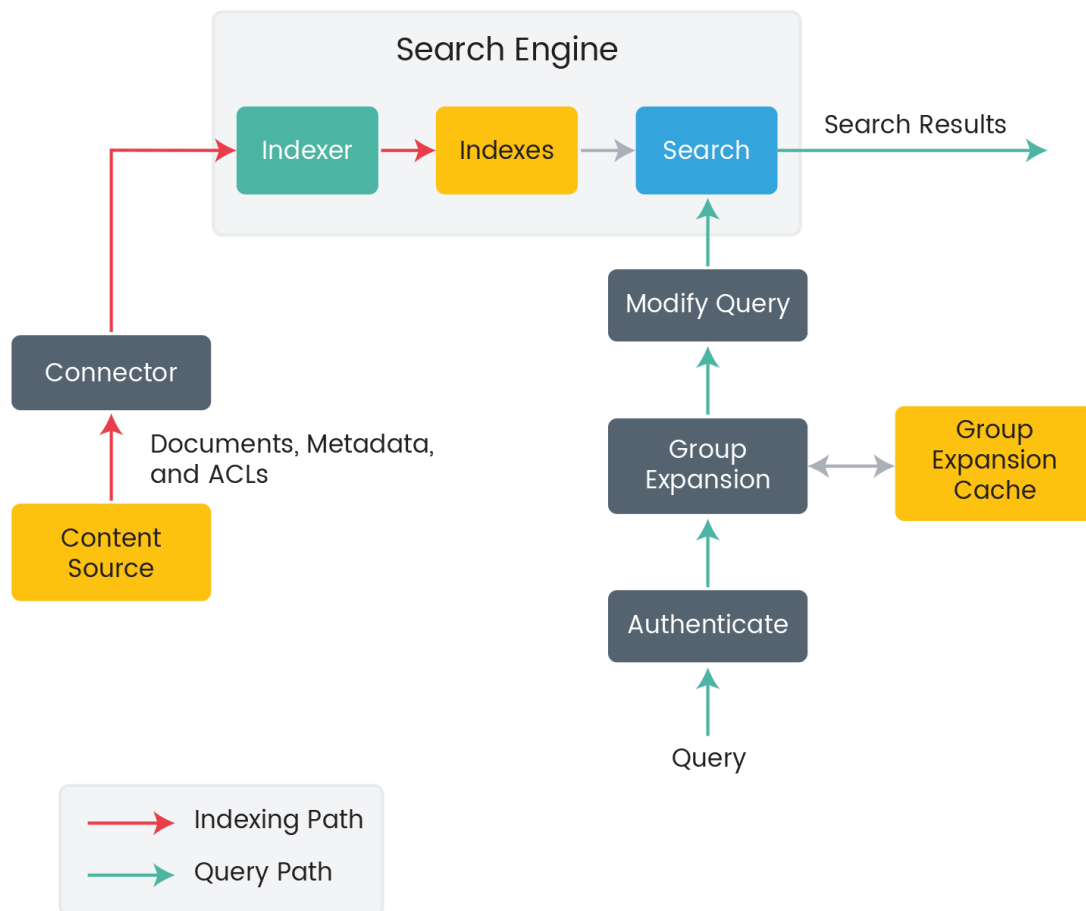 Search Engine
Indexer
Indexes
Search
Search Results
Modify Query
Connector
Documents, Metadata,
and ACLs
Group
Expansion
Group
Expansion
Cache
Content
Source
Authenticate
Query
Indexing Path
Query Path